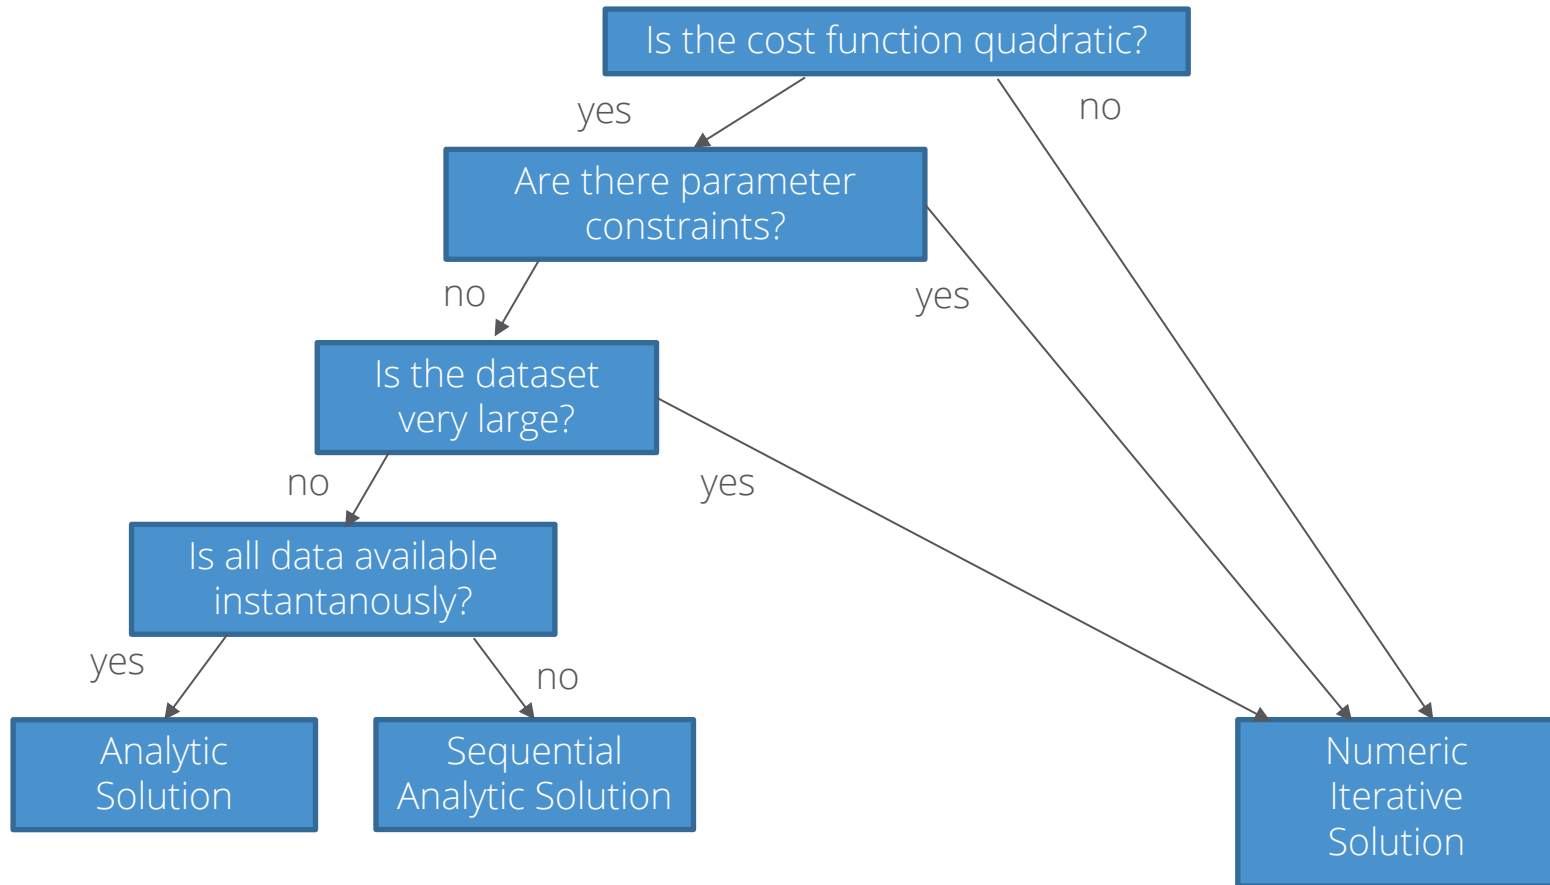 Is the cost function quadratic?
yes
no
Are there parameter
constraints?
no
yes
Is the dataset
very large?
no
yes
Is all data available
instantanously?
yes
no
Analytic
Solution
Sequential
Analytic Solution
Numeric
Iterative
Solution